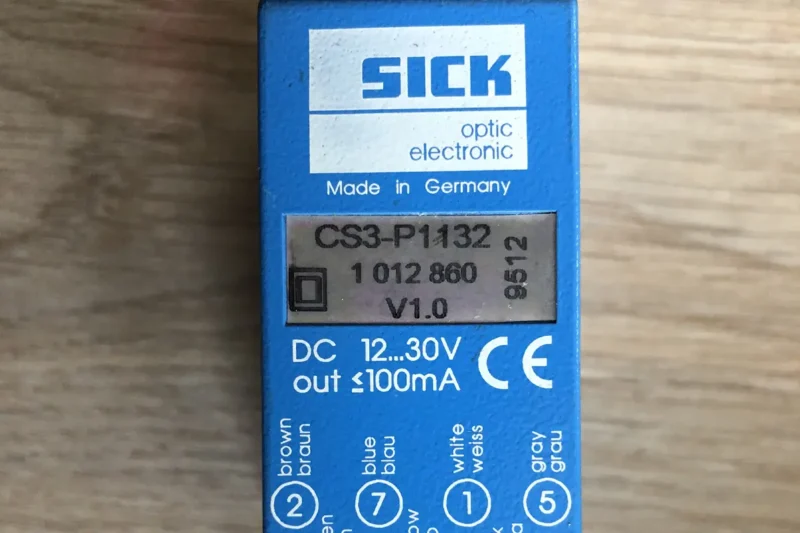 SICK
optic
electronic
Made in Germany
CS3-P1132
1 012 860
V1.0
9512
DC 12...30V
out ≤100mA
CE
brown
braun
blue
blau
white
weiss
gray
grau
2
7
1
5